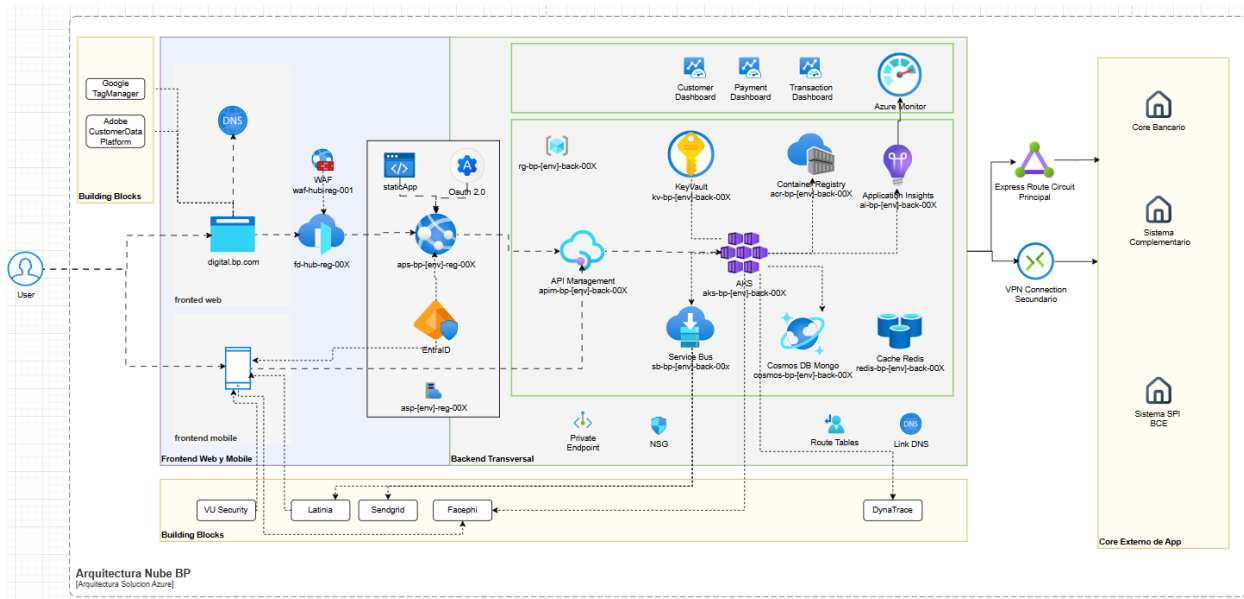 Google
TagManager
Adobe
CustomerData
Platform
Building Blocks
User
DNS
WAF
waf-hub-reg-001
digital.bp.com
fd-hub-reg-00X
fronted web
frontend mobile
Frontend Web y Mobile
staticApp
Oauth 2.0
aps-bp-[env]-reg-00X
EntraID
asp-[env]-reg-00X
Customer
Dashboard
Payment
Dashboard
Transaction
Dashboard
Azure Monitor
rg-bp-[env]-back-00X
KeyVault
kv-bp-[env]-back-00X
Container Registry
acr-bp-[env]-back-00X
Application Insights
ai-bp-[env]-back-00X
API Management
apim-bp-[env]-back-00X
AKS
aks-bp-[env]-back-00X
Service Bus
sb-bp-[env]-back-00x
Cosmos DB Mongo
cosmos-bp-[env]-back-00X
Cache Redis
redis-bp-[env]-back-00X
Private
Endpoint
NSG
Route Tables
DNS
Link DNS
Backend Transversal
Express Route Circuit
Principal
VPN Connection
Secundario
Core Bancario
Sistema
Complementario
Sistema SPI
BCE
Core Externo de App
VU Security
Latinia
Sendgrid
Facephi
DynaTrace
Building Blocks
Arquitectura Nube BP
[Arquitectura Solucion Azure]